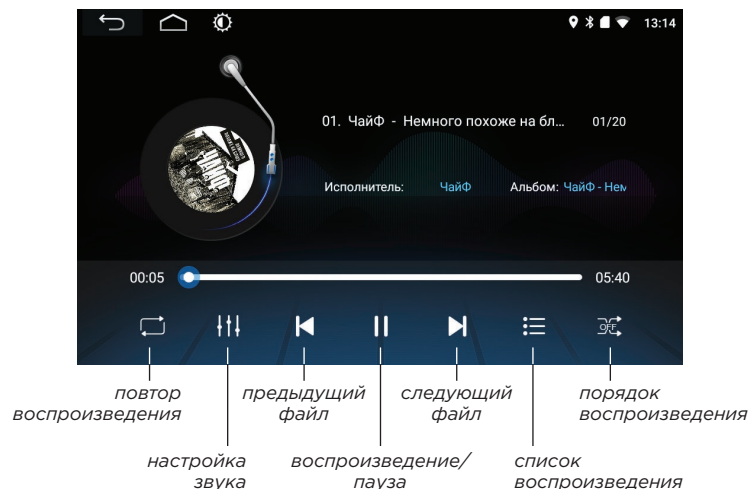 13:14
01. ЧайФ - Немного похоже на бл... 01/20
Исполнитель: ЧайФ Альбом: ЧайФ - Нем
00:05 05:40
OFF
повтор
воспроизведения
предыдущий
файл
следующий
файл
порядок
воспроизведения
настройка
звука
воспроизведение/
пауза
список
воспроизведения